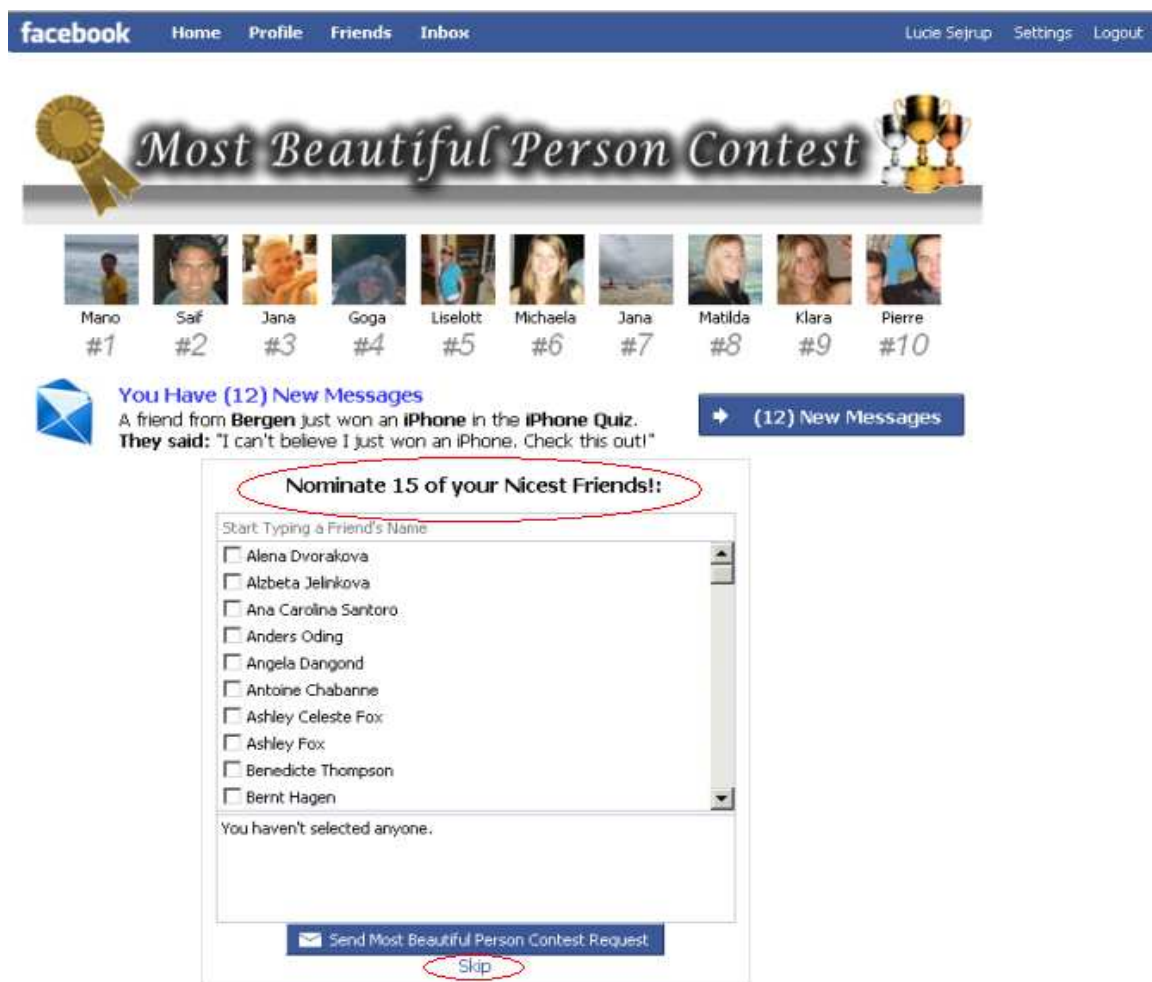 facebook Home Profile Friends Inbox Lucie Sejrup Settings Logout
Most Beautiful Person Contest
Mano Saif Jana Goga Liselott Michaela Jana Matilda Klara Pierre
#1 #2 #3 #4 #5 #6 #7 #8 #9 #10
You Have (12) New Messages
A friend from Bergen just won an iPhone in the iPhone Quiz.
They said: "I can't believe I just won an iPhone. Check this out!"
(12) New Messages
Nominate 15 of your Nicest Friends!:
Start Typing a Friend's Name
Alena Dvorakova
Alzbeta Jelinkova
Ana Carolina Santoro
Anders Oding
Angela Dangond
Antoine Chabanne
Ashley Celeste Fox
Ashley Fox
Benedicte Thompson
Bernt Hagen
You haven't selected anyone.
Send Most Beautiful Person Contest Request
Skip